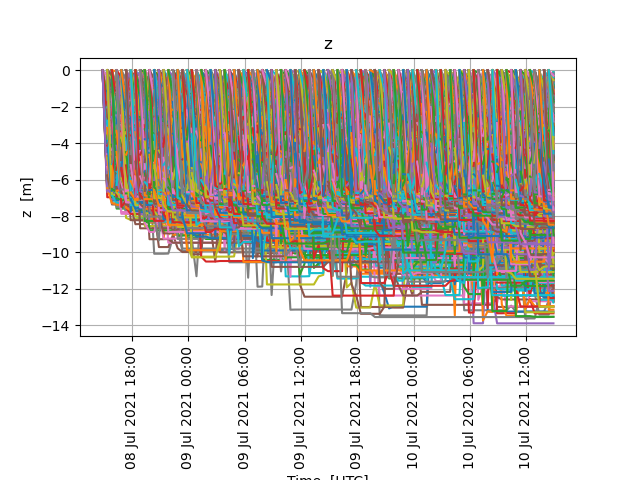 z
0
−2
−4
−6
−8
−10
−12
−14
z [m]
08 Jul 2021 18:00
09 Jul 2021 00:00
09 Jul 2021 06:00
09 Jul 2021 12:00
09 Jul 2021 18:00
10 Jul 2021 00:00
10 Jul 2021 06:00
10 Jul 2021 12:00
Time [UTC]